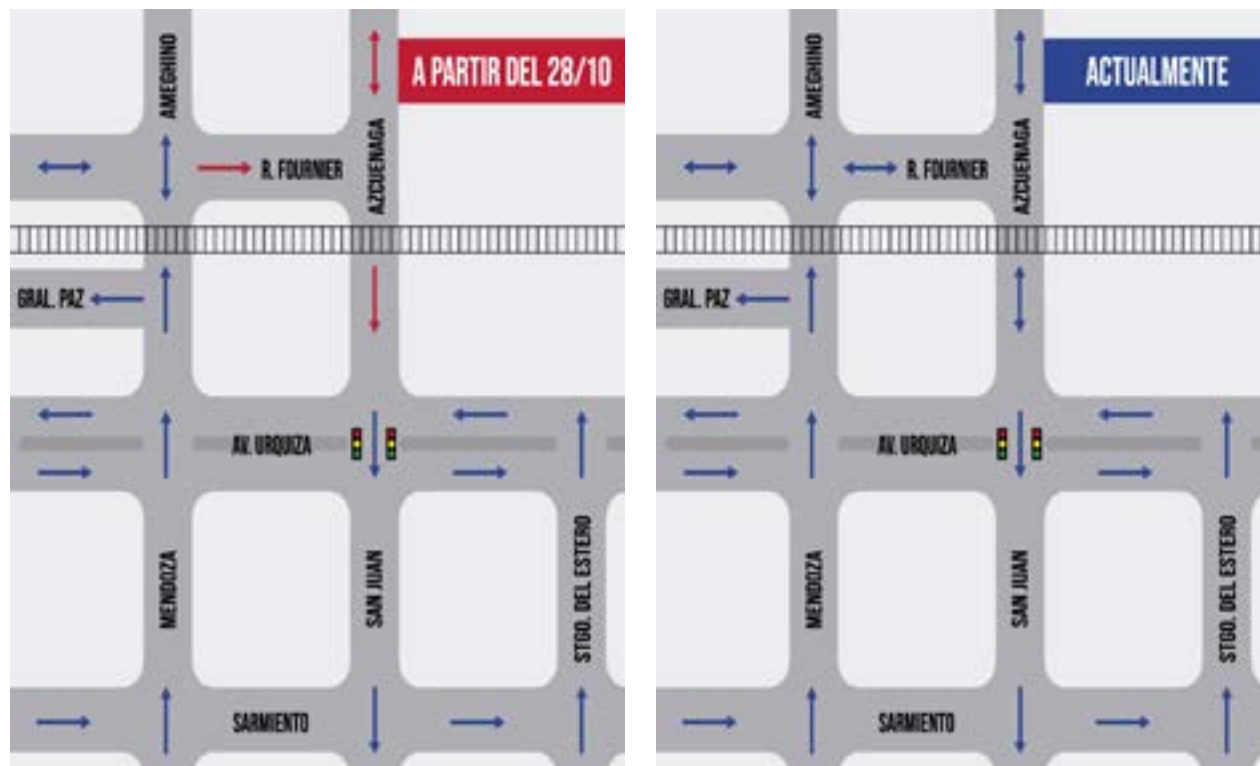 AMEGHINO
A PARTIR DEL 28/10
AZCUENAGA
R. FOURNIER
GRAL. PAZ
AV. URQUIZA
MENDOZA
SAN JUAN
STGO. DEL ESTERO
SARMIENTO
AMEGHINO
ACTUALMENTE
AZCUENAGA
R. FOURNIER
GRAL. PAZ
AV. URQUIZA
MENDOZA
SAN JUAN
STGO. DEL ESTERO
SARMIENTO